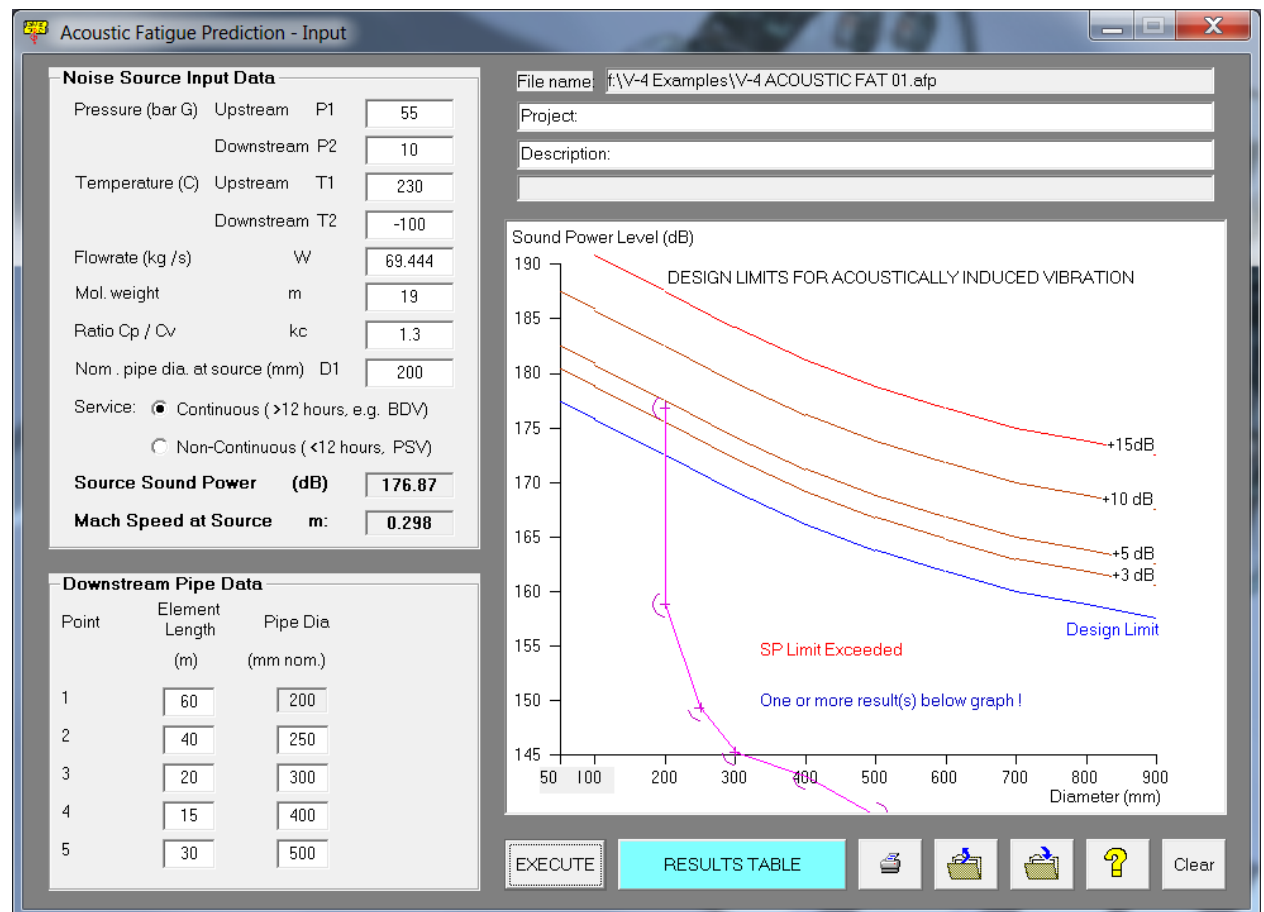 Acoustic Fatigue Prediction - Input
Noise Source Input Data
Pressure (bar G) Upstream P1 55
Downstream P2 10
Temperature (C) Upstream T1 230
Downstream T2 -100
Flowrate (kg /s) W 69.444
Mol. weight m 19
Ratio Cp / Cv kc 1.3
Nom . pipe dia. at source (mm) D1 200
Service: Continuous ( >12 hours, e.g. BDV)
Non-Continuous ( <12 hours, PSV)
Source Sound Power (dB) 176.87
Mach Speed at Source m: 0.298
Downstream Pipe Data
Point Element Length Pipe Dia
(m) (mm nom.)
1 60 200
2 40 250
3 20 300
4 15 400
5 30 500
File name: f:\V-4 Examples\V-4 ACOUSTIC FAT 01.afp
Project:
Description:
Sound Power Level (dB)
DESIGN LIMITS FOR ACOUSTICALLY INDUCED VIBRATION
190
185
180
175
170
165
160
155
150
145
+15dB
+10 dB
+5 dB
+3 dB
Design Limit
SP Limit Exceeded
One or more result(s) below graph !
50 100 200 300 400 500 600 700 800 900
Diameter (mm)
EXECUTE RESULTS TABLE ? Clear